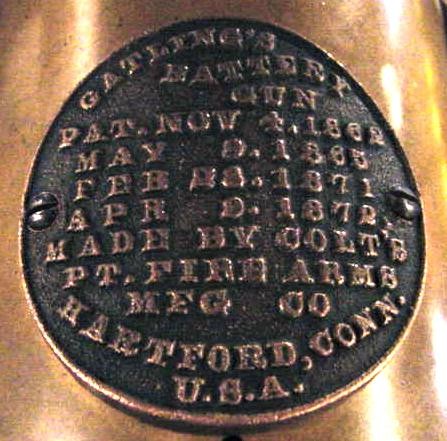 GATLING'S
BATTERY
GUN
PAT. NOV 4. 1862
MAY 9. 1865
FEB 28. 1871
APR 9. 1872
MADE BY COLT'S
PT. FIRE ARMS
MFG CO
HARTFORD, CONN.
U.S.A.